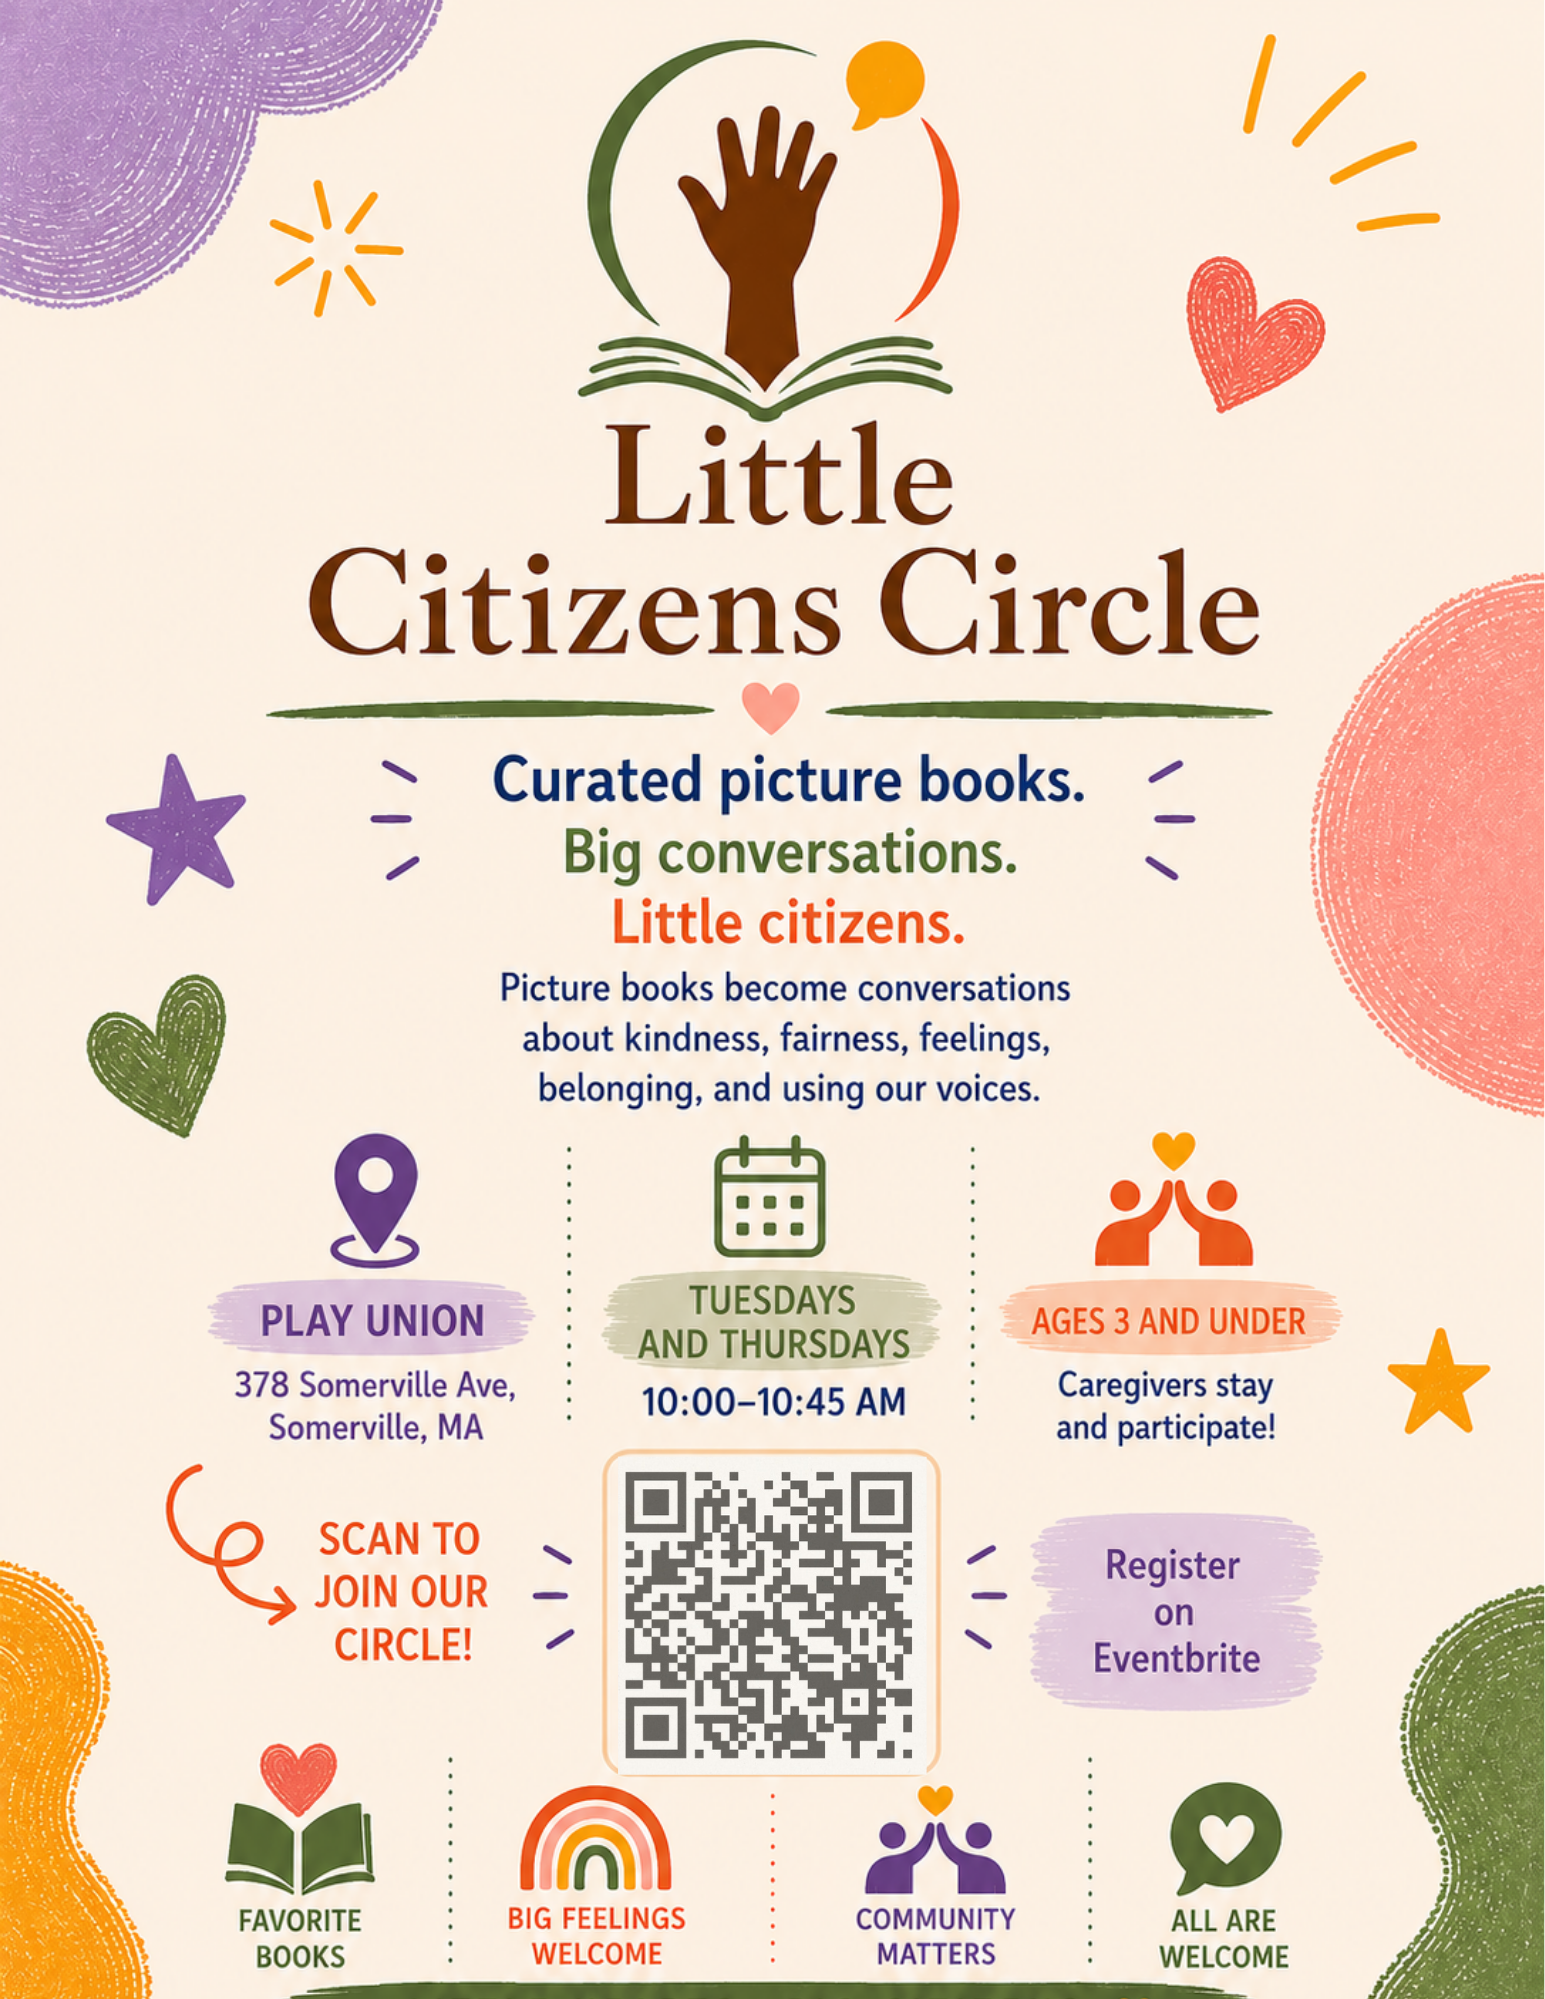 Little
Citizens Circle
Curated picture books.
Big conversations.
Little citizens.
Picture books become conversations
about kindness, fairness, feelings,
belonging, and using our voices.
PLAY UNION
378 Somerville Ave,
Somerville, MA
TUESDAYS
AND THURSDAYS
10:00–10:45 AM
AGES 3 AND UNDER
Caregivers stay
and participate!
SCAN TO
JOIN OUR
CIRCLE!
Register
on
Eventbrite
FAVORITE
BOOKS
BIG FEELINGS
WELCOME
COMMUNITY
MATTERS
ALL ARE
WELCOME